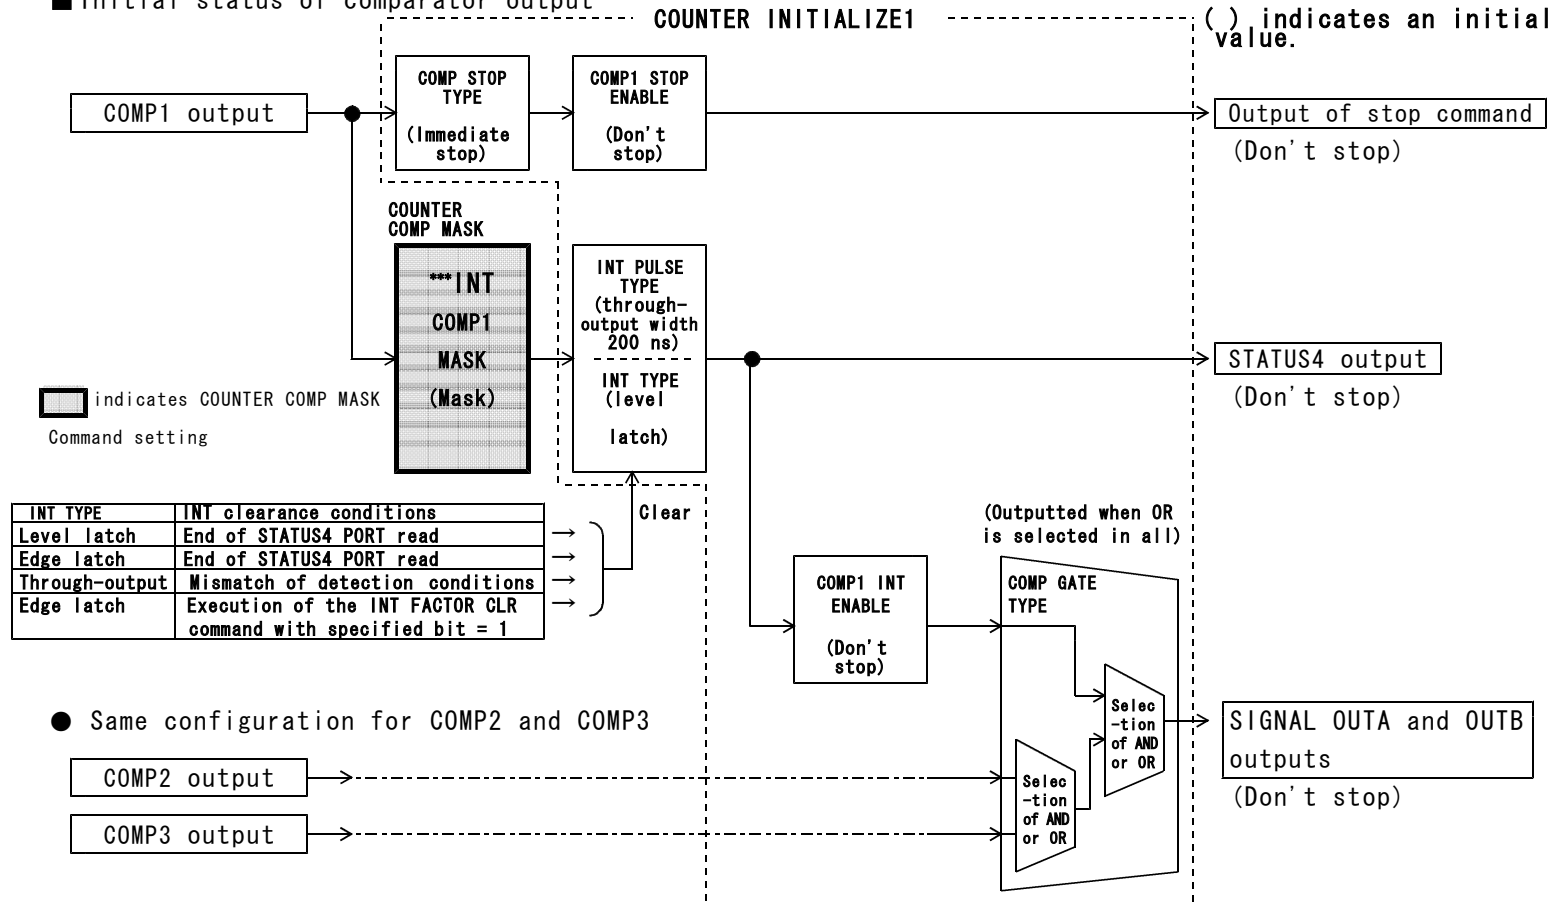 ■Initial status of comparator output
COUNTER INITIALIZE1
( ) indicates an initial
value.
COMP1 output
COMP STOP
TYPE
(Immediate
stop)
COMP1 STOP
ENABLE
(Don't
stop)
Output of stop command
(Don't stop)
COUNTER
COMP MASK
***INT
COMP1
MASK
(Mask)
INT PULSE
TYPE
(through-
output width
200 ns)
INT TYPE
(level
latch)
STATUS4 output
(Don't stop)
indicates COUNTER COMP MASK
Command setting
INT TYPE INT clearance conditions
Level latch End of STATUS4 PORT read →
Edge latch End of STATUS4 PORT read →
Through-output Mismatch of detection conditions →
Edge latch Execution of the INT FACTOR CLR →
command with specified bit = 1
Clear
(Outputted when OR
is selected in all)
COMP1 INT
ENABLE
(Don't
stop)
COMP GATE
TYPE
Selec
-tion
of AND
or OR
Selec
-tion
of AND
or OR
SIGNAL OUTA and OUTB
outputs
(Don't stop)
● Same configuration for COMP2 and COMP3
COMP2 output
COMP3 output